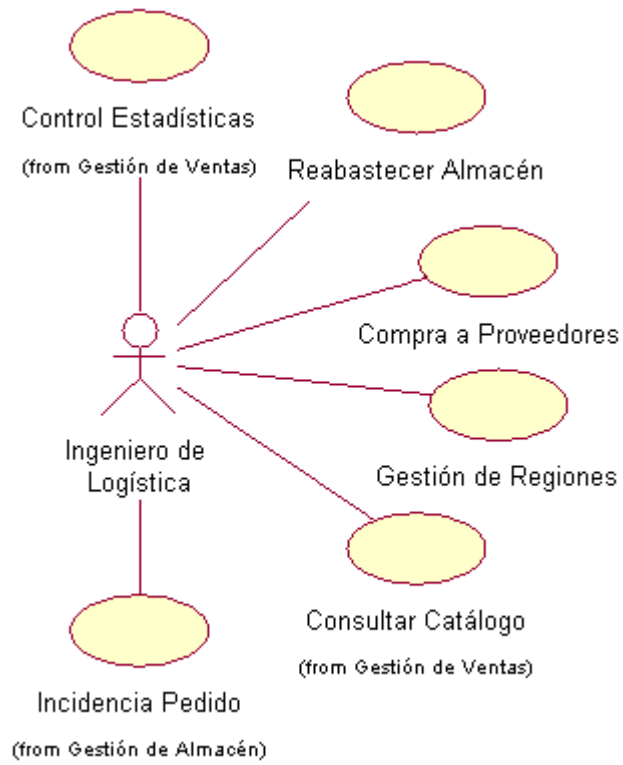 Control Estadísticas
(from Gestión de Ventas)
Reabastecer Almacén
Compra a Proveedores
Ingeniero de
Logística
Gestión de Regiones
Consultar Catálogo
(from Gestión de Ventas)
Incidencia Pedido
(from Gestión de Almacén)